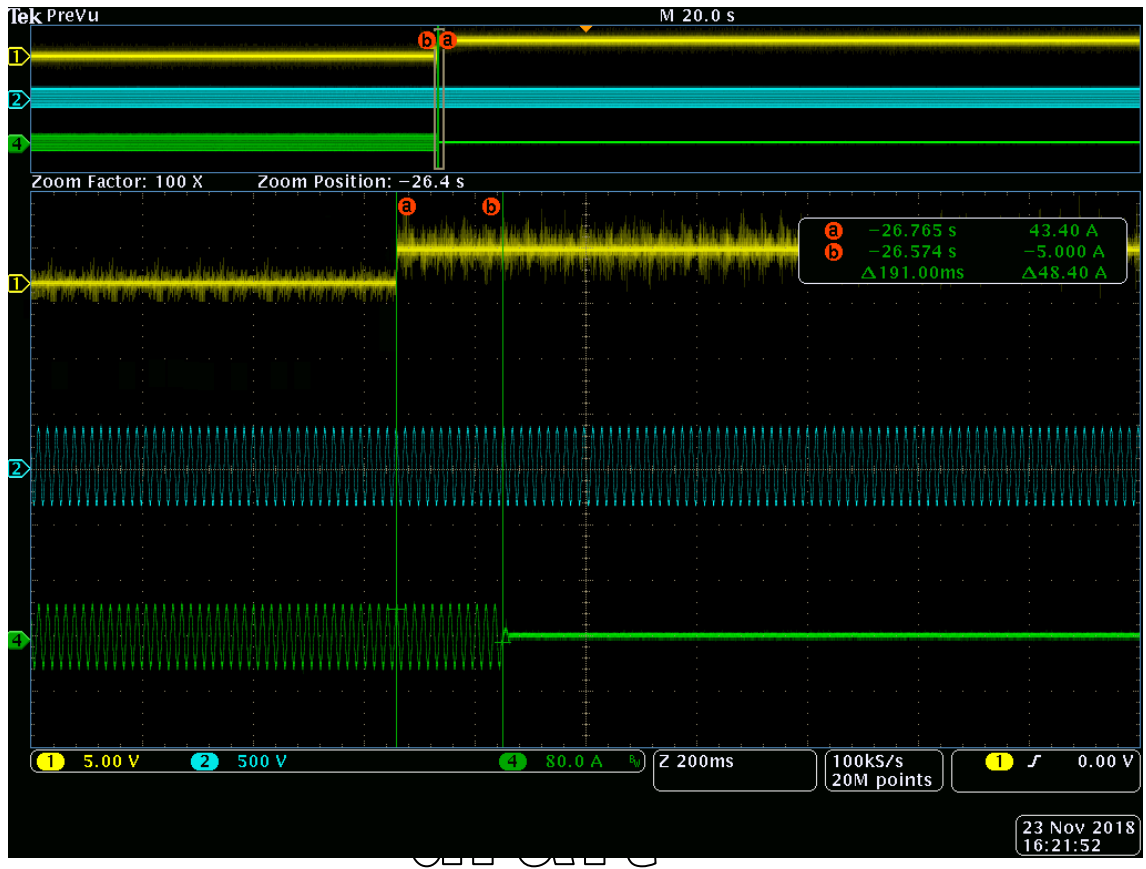 Tek PreVu M 20.0 s
b a
1
2
4
Zoom Factor: 100 X Zoom Position: −26.4 s
a b
a −26.765 s 43.40 A
b −26.574 s −5.000 A
Δ191.00ms Δ48.40 A
1
2
4
1 5.00 V 2 500 V 4 80.0 A BW Z 200ms 100kS/s 1 0.00 V
20M points
23 Nov 2018
16:21:52